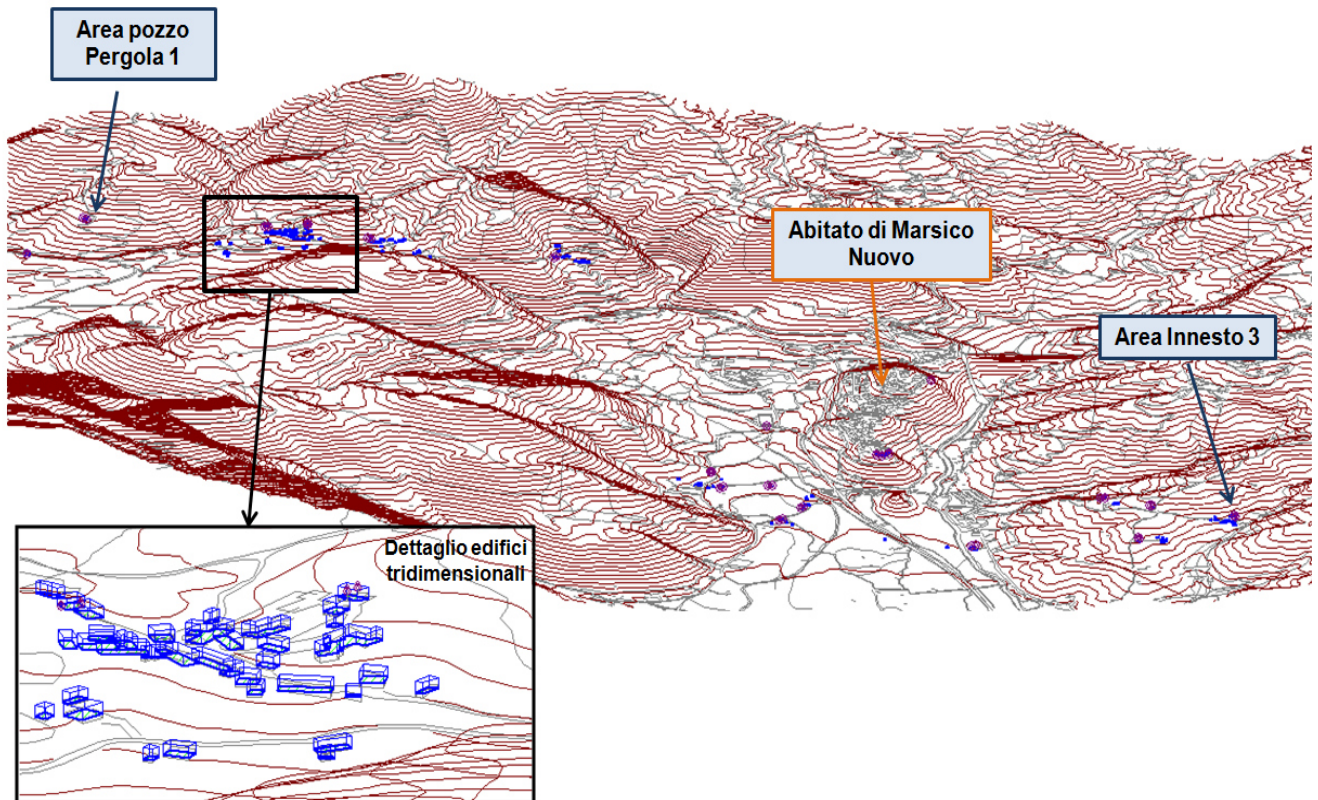 Area pozzo
Pergola 1
Abitato di Marsico
Nuovo
Area Innesto 3
Dettaglio edifici
tridimensionali